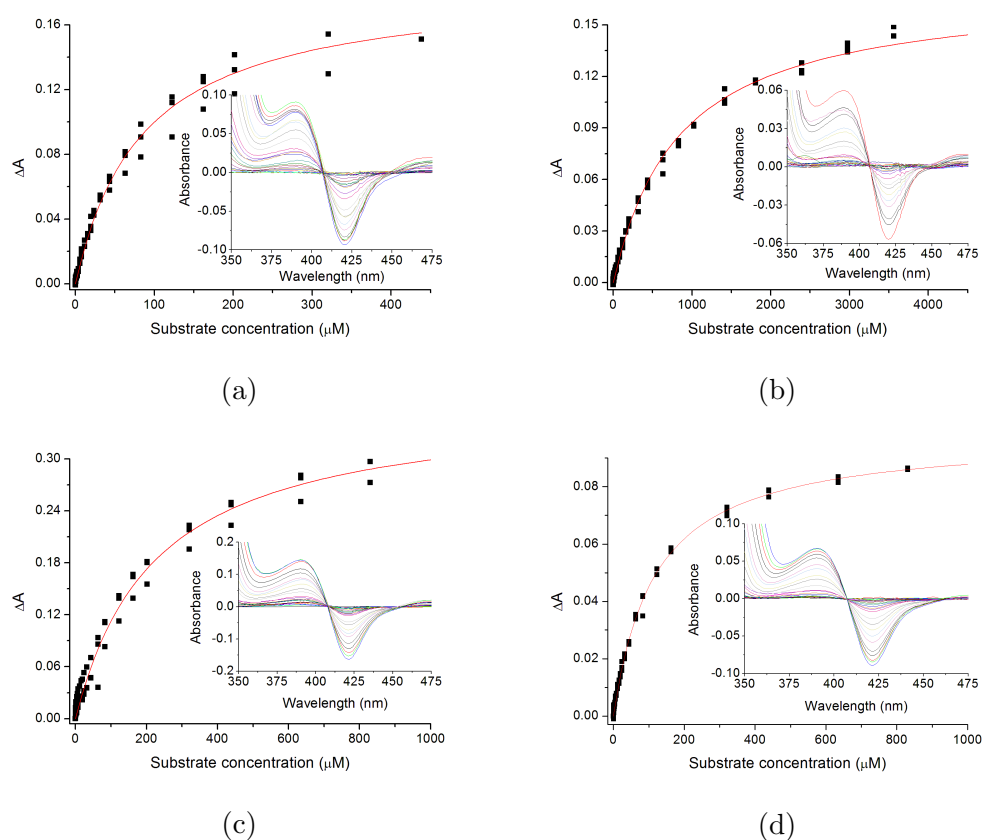 0.16
0.12
0.08
0.04
0.00
ΔA
0 100 200 300 400
Substrate concentration (μM)
0.10
0.05
0.00
-0.05
-0.10
Absorbance
350 375 400 425 450 475
Wavelength (nm)
(a)
0.15
0.12
0.09
0.06
0.03
0.00
ΔA
0 1000 2000 3000 4000
Substrate concentration (μM)
0.06
0.03
0.00
-0.03
-0.06
Absorbance
350 375 400 425 450 475
Wavelength (nm)
(b)
0.30
0.24
0.18
0.12
0.06
0.00
ΔA
0 200 400 600 800 1000
Substrate concentration (μM)
0.2
0.1
0.0
-0.1
-0.2
Absorbance
350 375 400 425 450 475
Wavelength (nm)
(c)
0.08
0.06
0.04
0.02
0.00
ΔA
0 200 400 600 800 1000
Substrate concentration (μM)
0.10
0.05
0.00
-0.05
-0.10
Absorbance
350 375 400 425 450 475
Wavelength (nm)
(d)